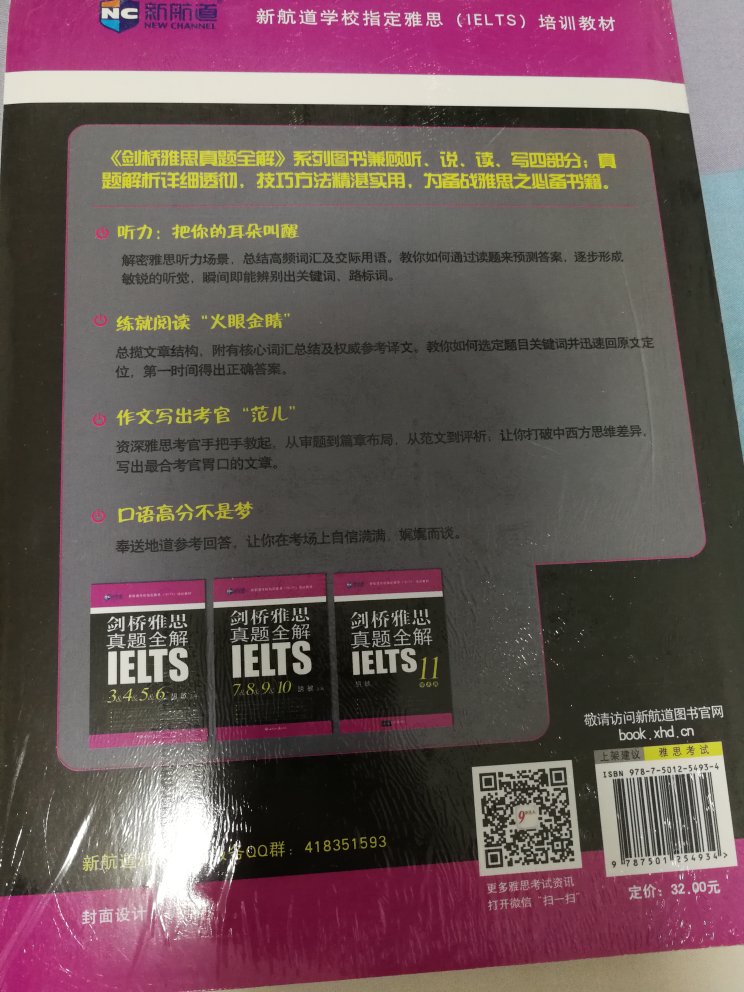 NC 新航道
NEW CHANNEL
新航道学校指定雅思（IELTS）培训教材
《剑桥雅思真题全解》系列图书兼顾听、说、读、写四部分；真
题解析详细透彻，技巧方法精湛实用，为备战雅思之必备书籍。
听力：把你的耳朵叫醒
解密雅思听力场景，总结高频词汇及交际用语。教你如何通过读题来预测答案，逐步形成
敏锐的听觉，瞬间即能辨别出关键词、路标词。
练就阅读“火眼金睛”
总揽文章结构，附有核心词汇总结及权威参考译文。教你如何选定题目关键词并迅速回原文定
位，第一时间得出正确答案。
作文写出考官“范儿”
资深雅思考官手把手教起，从审题到篇章布局，从范文到评析，让你打破中西方思维差异，
写出最合考官胃口的文章。
口语高分不是梦
奉送地道参考回答，让你在考场上自信满满，娓娓而谈。
剑桥雅思
真题全解
IELTS
3 4 5 6
剑桥雅思
真题全解
IELTS
7 8 9 10
剑桥雅思
真题全解
IELTS 11
敬请访问新航道图书官网
book.xhd.cn
上架建议 雅思考试
ISBN 978-7-5012-5493-4
9 787501 254934 >
定价：32.00元
更多雅思考试资讯
打开微信“扫一扫”
新航道 QQ群：418351593
封面设计